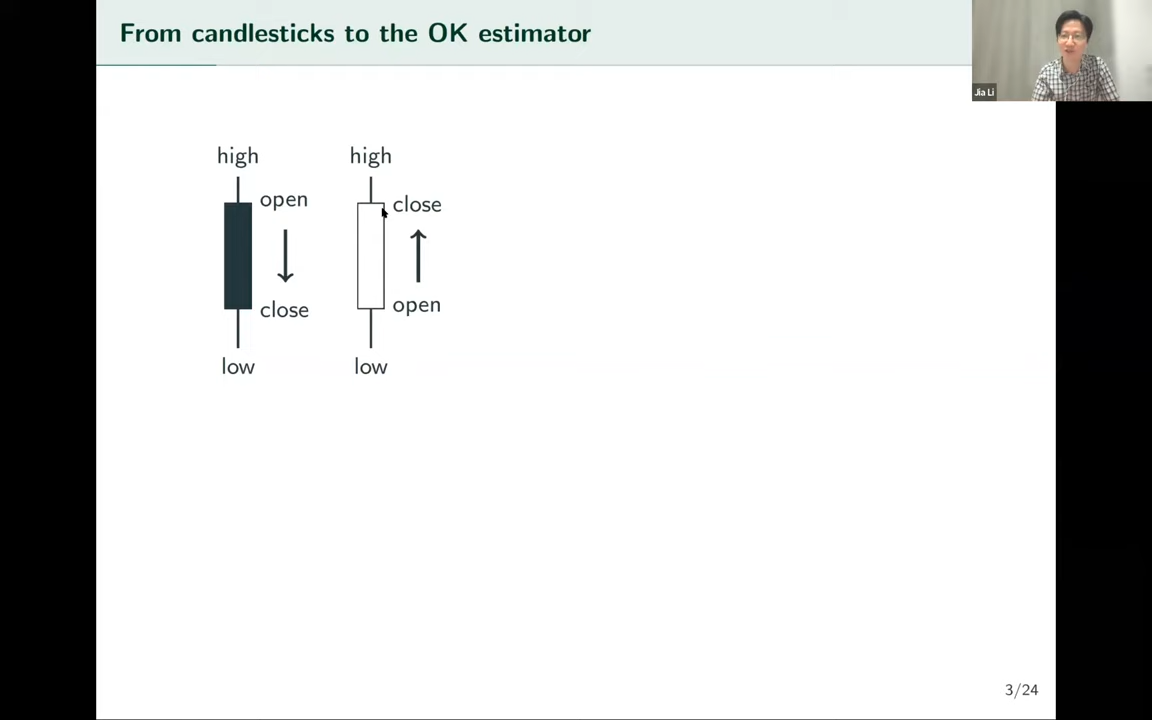 From candlesticks to the OK estimator
Jia Li
high high
open close
close open
low low
3/24